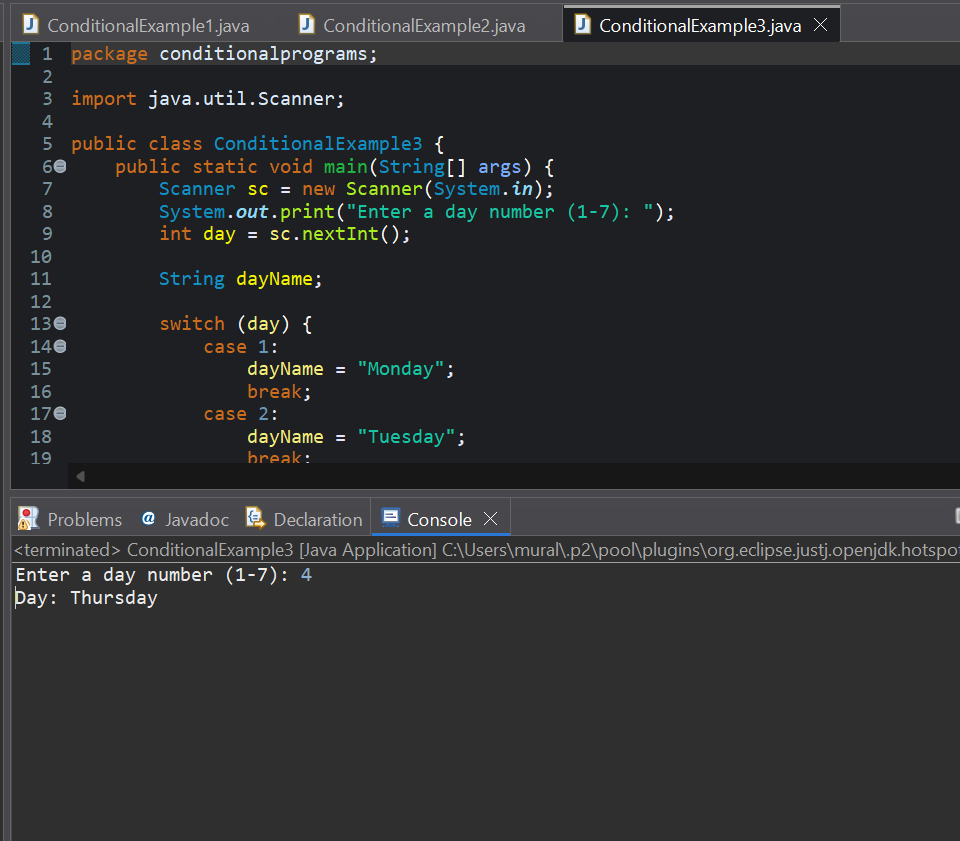 ConditionalExample1.java ConditionalExample2.java ConditionalExample3.java
1 package conditionalprograms;
2
3 import java.util.Scanner;
4
5 public class ConditionalExample3 {
6 public static void main(String[] args) {
7 Scanner sc = new Scanner(System.in);
8 System.out.print("Enter a day number (1-7): ");
9 int day = sc.nextInt();
10
11 String dayName;
12
13 switch (day) {
14 case 1:
15 dayName = "Monday";
16 break;
17 case 2:
18 dayName = "Tuesday";
19 break;
Problems Javadoc Declaration Console
<terminated> ConditionalExample3 [Java Application] C:\Users\mural\.p2\pool\plugins\org.eclipse.justj.openjdk.hotspot
Enter a day number (1-7): 4
Day: Thursday